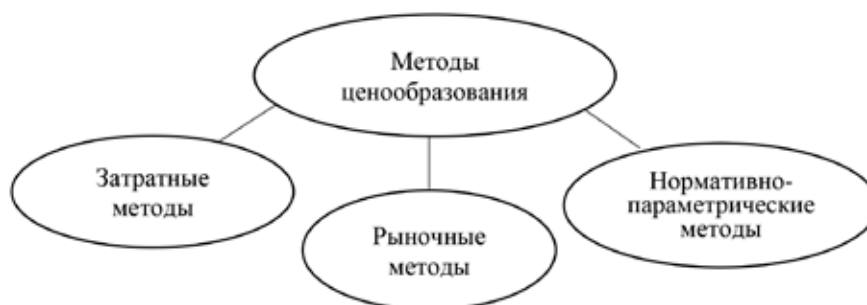 Методы
ценообразования
Затратные
методы
Рыночные
методы
Нормативно-
параметрические
методы